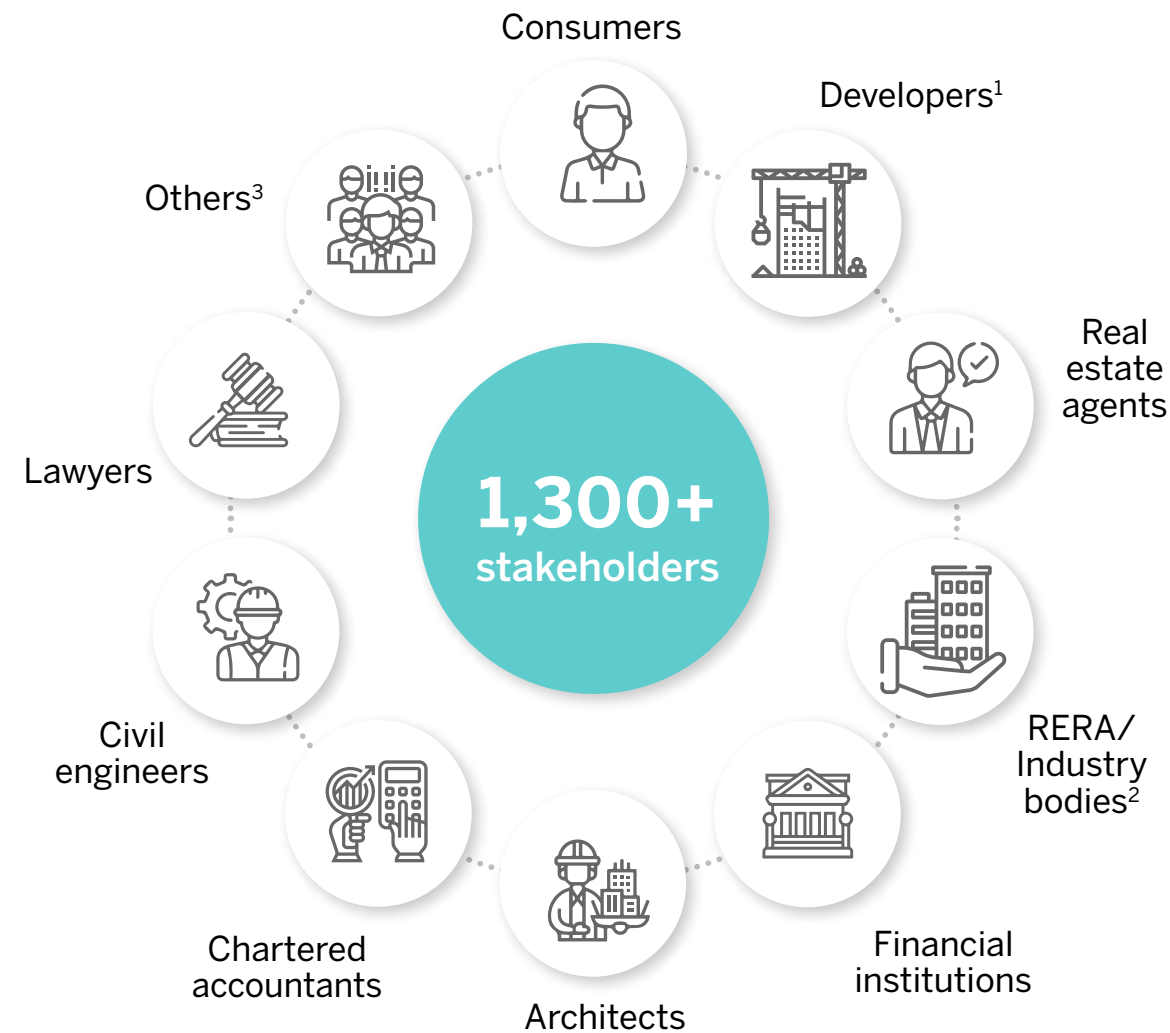 Consumers
Developers¹
Real
estate
agents
RERA/
Industry
bodies²
Financial
institutions
Architects
Chartered
accountants
Civil
engineers
Lawyers
Others³
1,300+
stakeholders